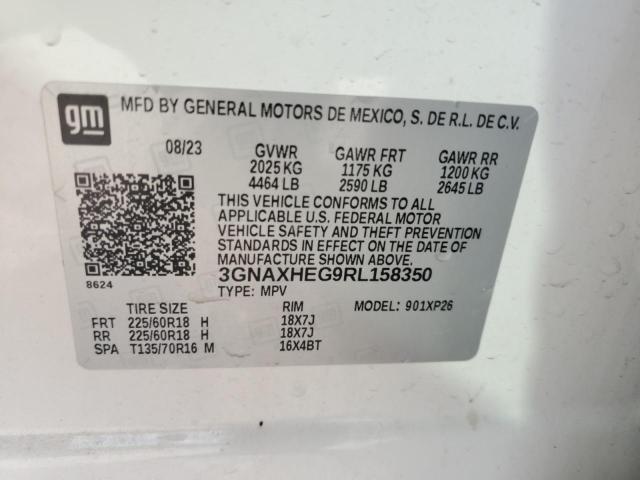 gm MFD BY GENERAL MOTORS DE MEXICO, S. DE R.L. DE C.V.
08/23 GVWR GAWR FRT GAWR RR
2025 KG 1175 KG 1200 KG
4464 LB 2590 LB 2645 LB
THIS VEHICLE CONFORMS TO ALL
APPLICABLE U.S. FEDERAL MOTOR
VEHICLE SAFETY AND THEFT PREVENTION
STANDARDS IN EFFECT ON THE DATE OF
MANUFACTURE SHOWN ABOVE.
8624 3GNAXHEG9RL158350
TYPE: MPV
TIRE SIZE RIM MODEL: 901XP26
FRT 225/60R18 H 18X7J
RR 225/60R18 H 18X7J
SPA T135/70R16 M 16X4BT